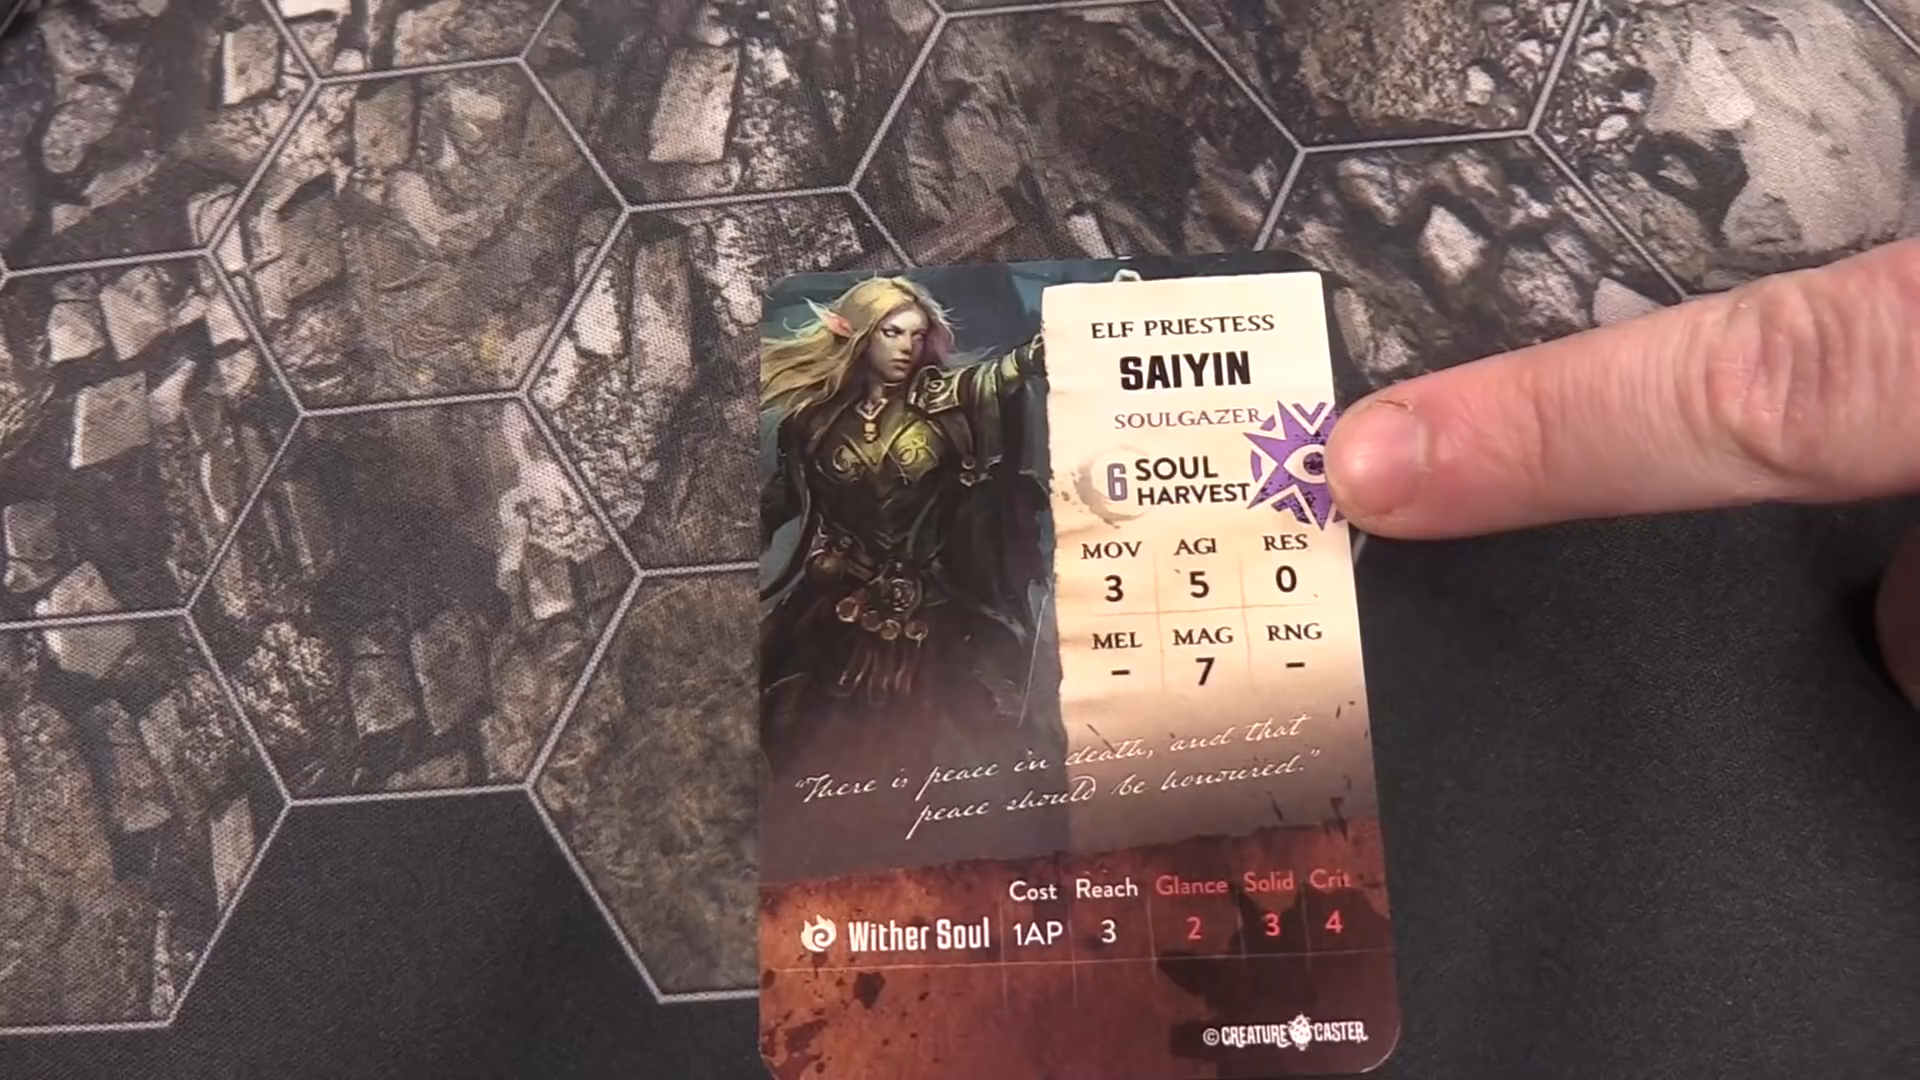 ELF PRIESTESS
SAIYIN
SOULGAZER
6 SOUL
HARVEST
MOV AGI RES
3 5 0
MEL MAG RNG
- 7 -
"There is peace in death, and that
peace should be honoured."
Cost Reach Glance Solid Crit
Wither Soul 1AP 3 2 3 4
© CREATURE CASTER